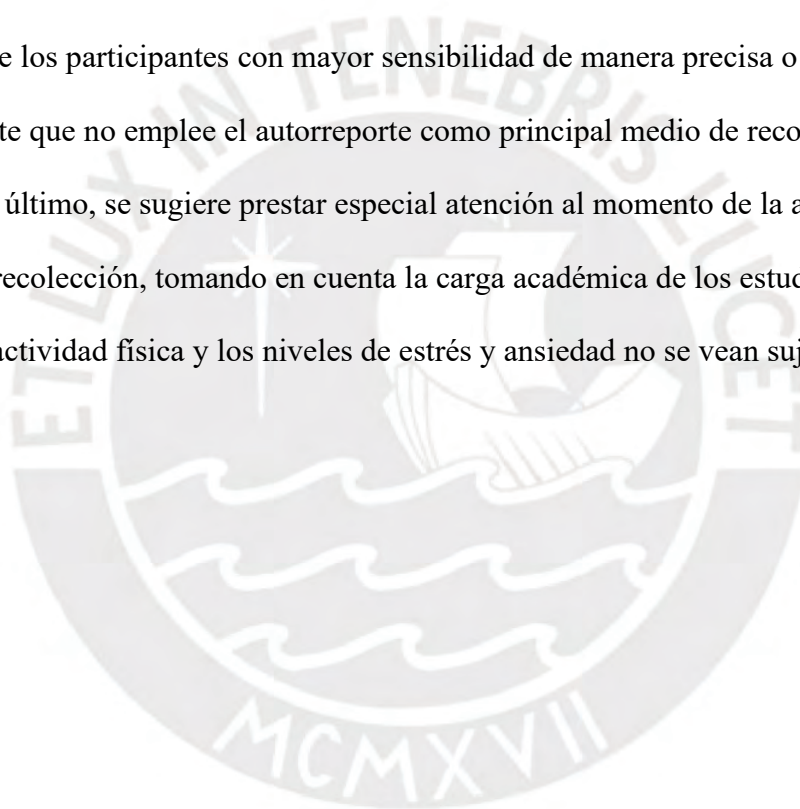 e los participantes con mayor sensibilidad de manera precisa o
te que no emplee el autorreporte como principal medio de reco
último, se sugiere prestar especial atención al momento de la a
recolección, tomando en cuenta la carga académica de los estud
actividad física y los niveles de estrés y ansiedad no se vean suj
ET LUX IN TENEBRIS LUCET
MCMXVII